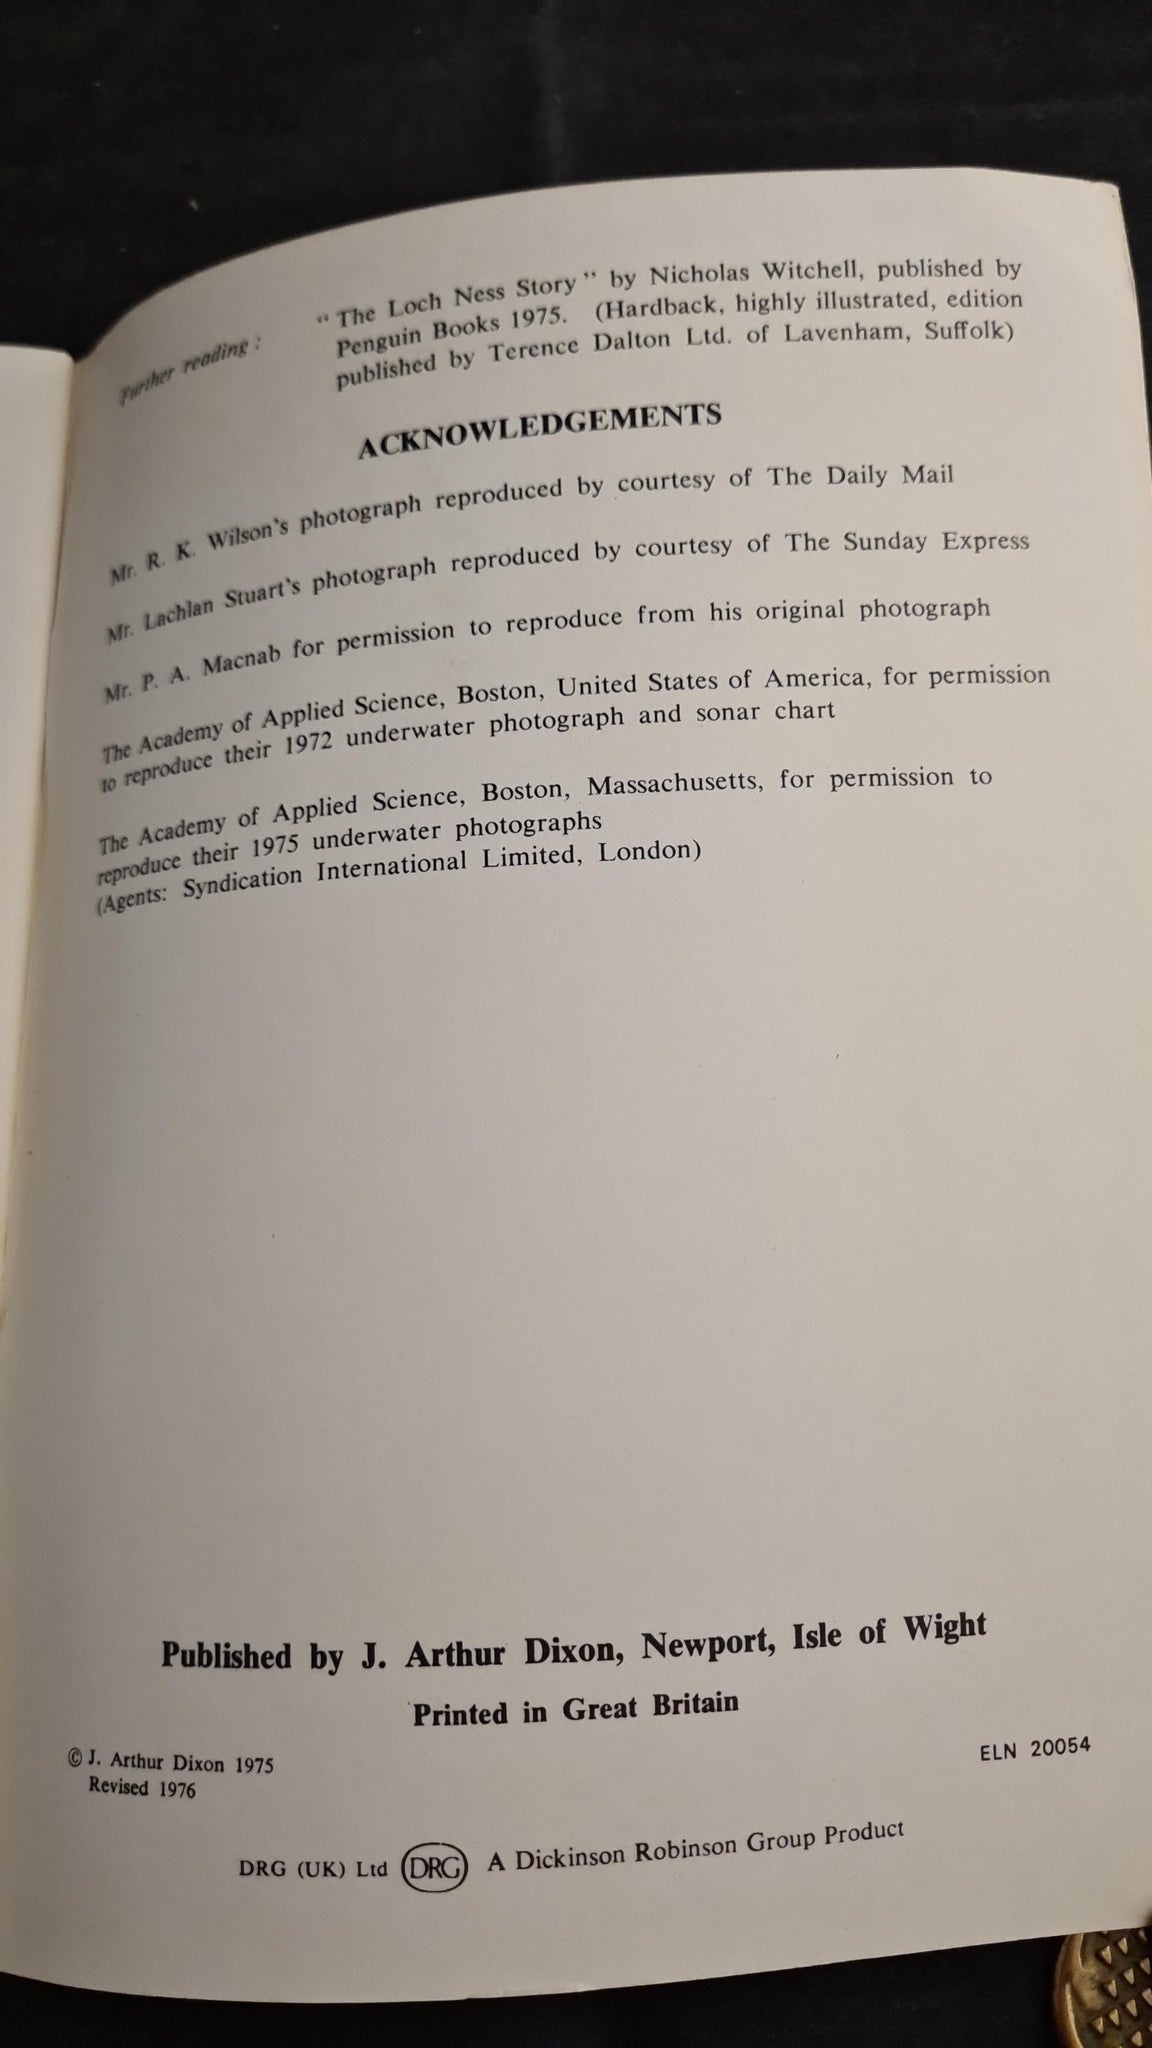 Further reading :
“ The Loch Ness Story ” by Nicholas Witchell, published by
Penguin Books 1975. (Hardback, highly illustrated, edition
published by Terence Dalton Ltd. of Lavenham, Suffolk)
ACKNOWLEDGEMENTS
Mr. R. K. Wilson's photograph reproduced by courtesy of The Daily Mail
Mr. Lachlan Stuart's photograph reproduced by courtesy of The Sunday Express
Mr. P. A. Macnab for permission to reproduce from his original photograph
The Academy of Applied Science, Boston, United States of America, for permission
to reproduce their 1972 underwater photograph and sonar chart
The Academy of Applied Science, Boston, Massachusetts, for permission to
reproduce their 1975 underwater photographs
(Agents: Syndication International Limited, London)
Published by J. Arthur Dixon, Newport, Isle of Wight
Printed in Great Britain
© J. Arthur Dixon 1975
Revised 1976
ELN 20054
DRG (UK) Ltd DRG A Dickinson Robinson Group Product